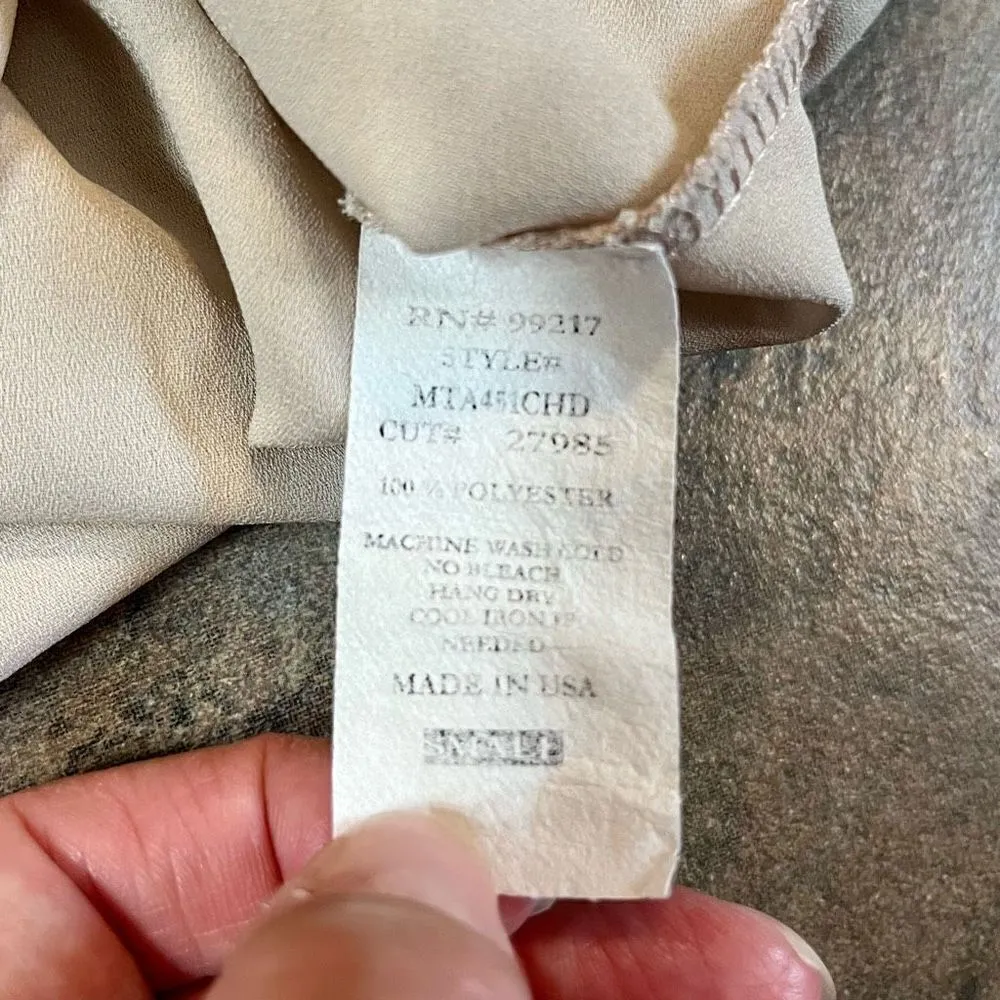 RN# 99217
STYLE#
MTA451CHD
CUT# 27985
100 % POLYESTER
MACHINE WASH COLD
NO BLEACH
HANG DRY
COOL IRON IF
NEEDED
MADE IN USA
SMALL